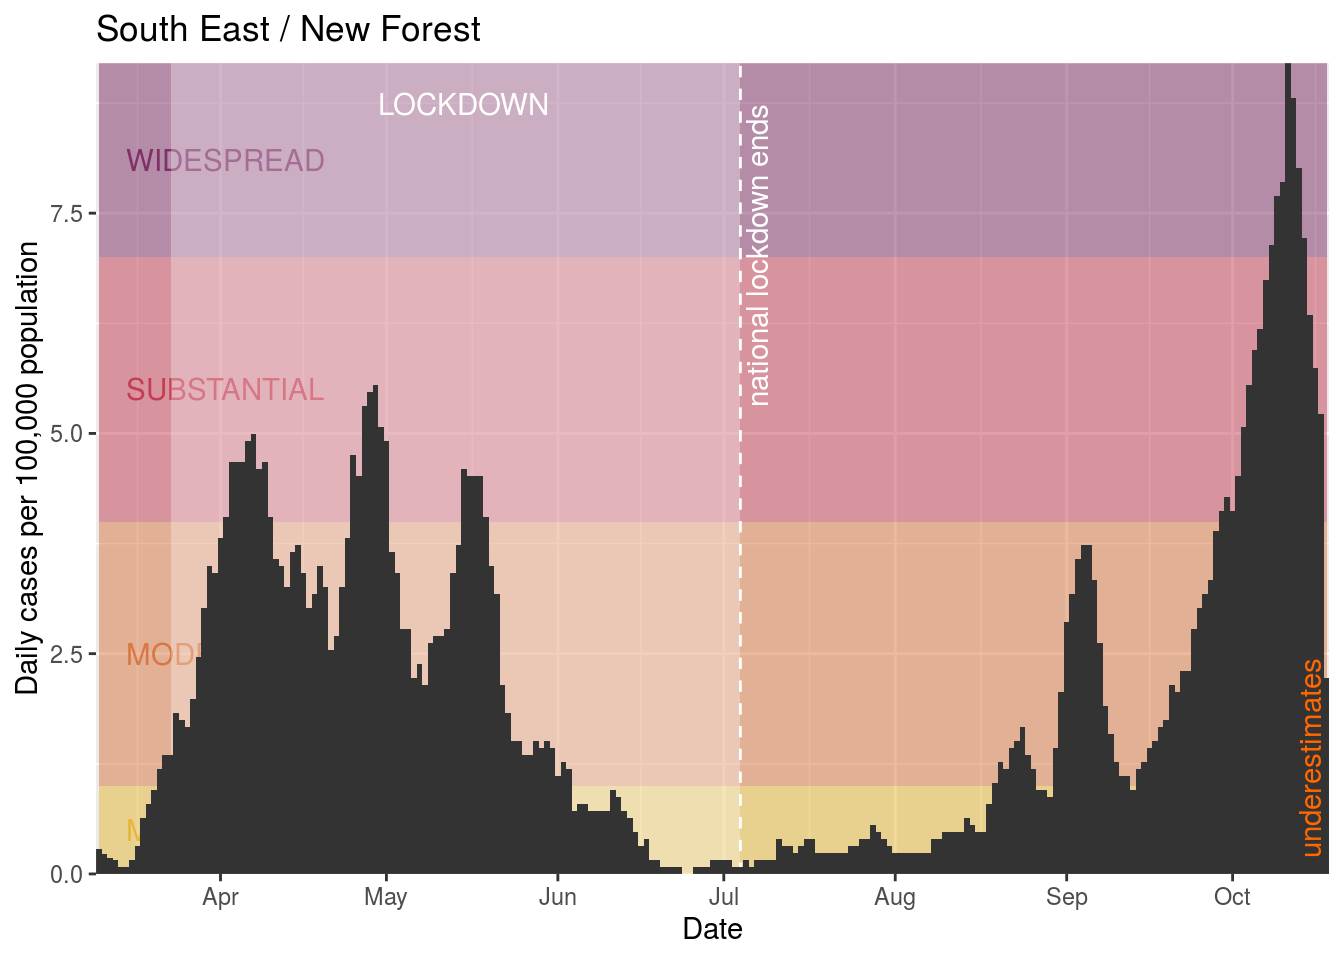 South East / New Forest
LOCKDOWN
WIDESPREAD
national lockdown ends
7.5
SUBSTANTIAL
5.0
Daily cases per 100,000 population
2.5
underestimates
0.0
Apr
May
Jun
Jul
Aug
Sep
Oct
Date